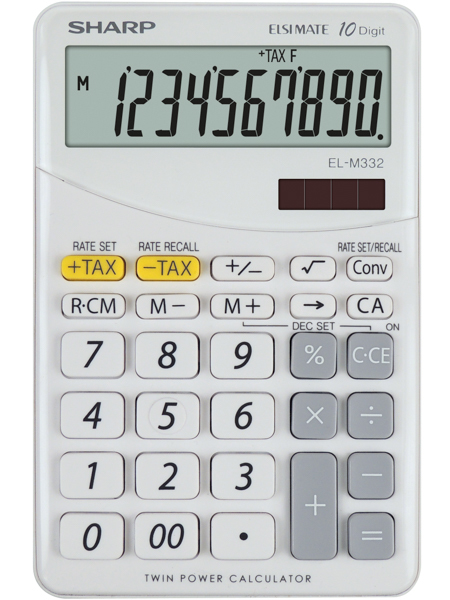 SHARP ELSIMATE 10 Digit
+TAX F
M 1234567890.
EL-M332
RATE SET RATE RECALL RATE SET/RECALL
+TAX −TAX +/− √ Conv
R·CM M− M+ → CA
DEC SET ON
7 8 9 % C·CE
4 5 6 × ÷
1 2 3 + −
0 00 • =
TWIN POWER CALCULATOR